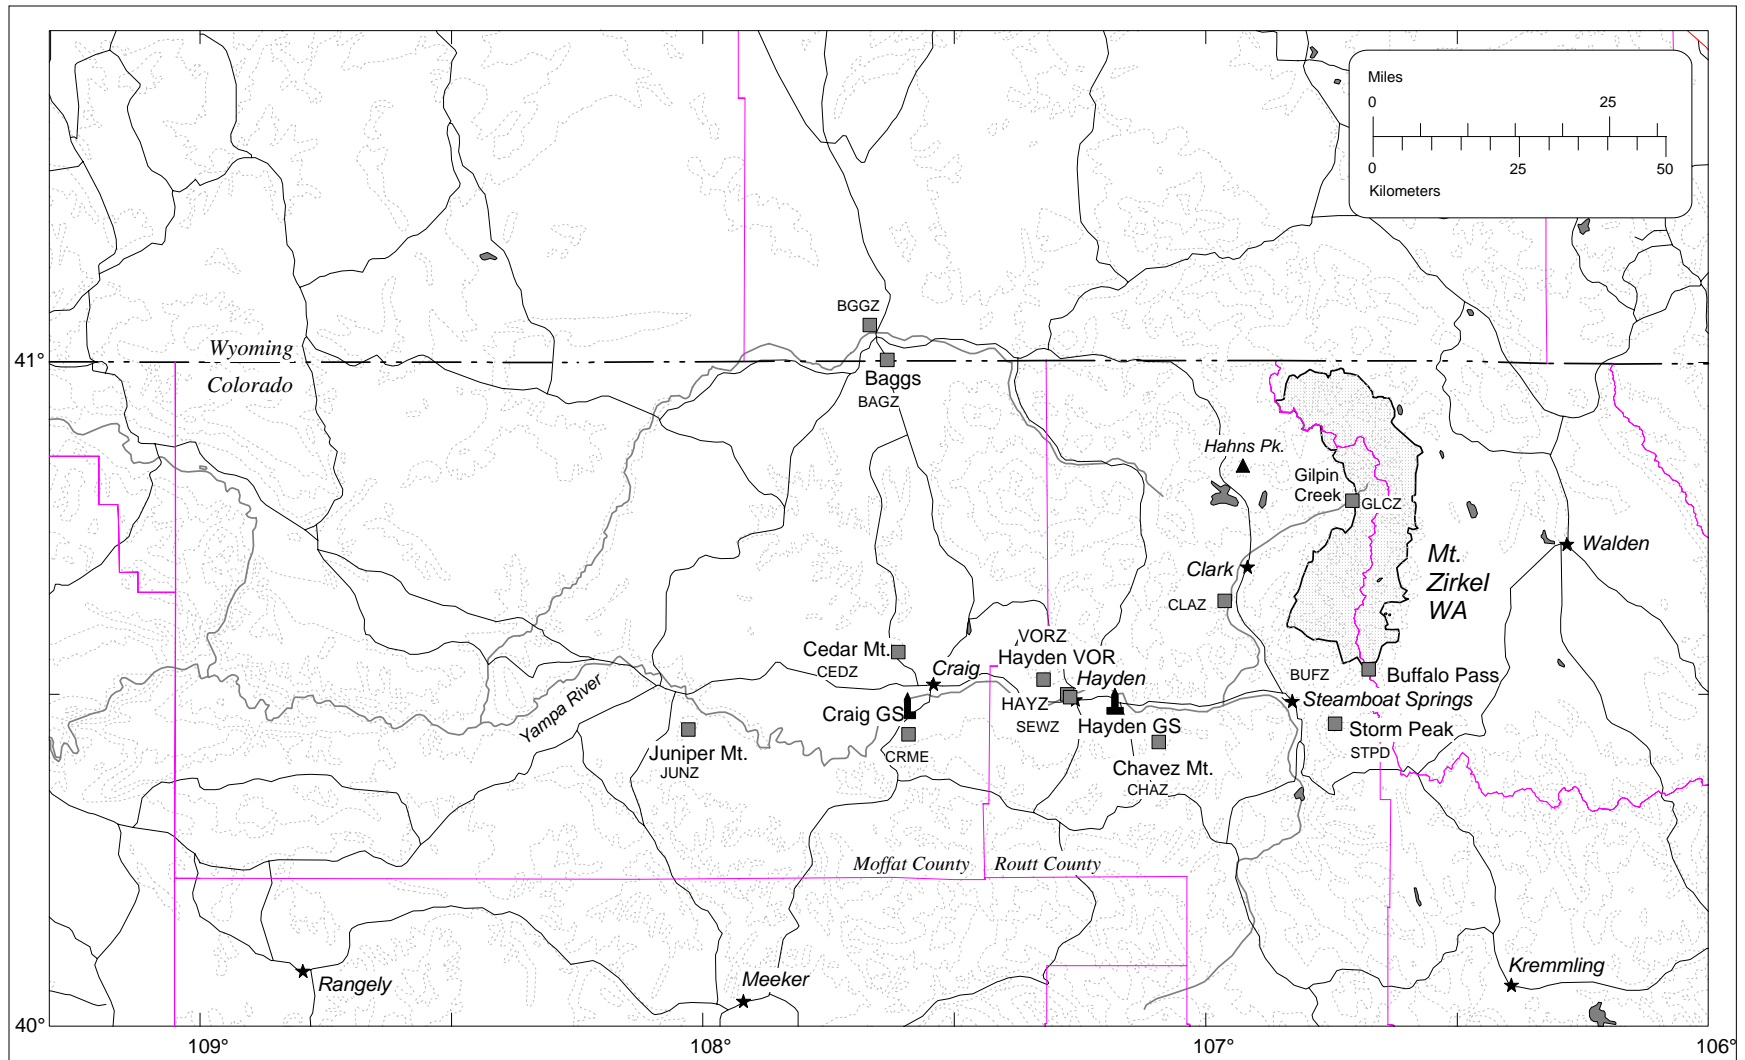 Miles
0 25
0 25 50
Kilometers
BGGZ
Wyoming
41°
Colorado
Baggs
BAGZ
Hahns Pk.
Gilpin
Creek
GLCZ
Walden
Mt.
Zirkel
WA
Clark
CLAZ
VORZ
Cedar Mt.
Hayden VOR
CEDZ
Craig
Hayden
BUFZ
Buffalo Pass
Yampa River
HAYZ
Steamboat Springs
Craig GS
SEWZ
Hayden GS
Storm Peak
STPD
Juniper Mt.
JUNZ
CRME
Chavez Mt.
CHAZ
Moffat County
Routt County
Rangely
Meeker
Kremmling
40°
109°
108°
107°
106°